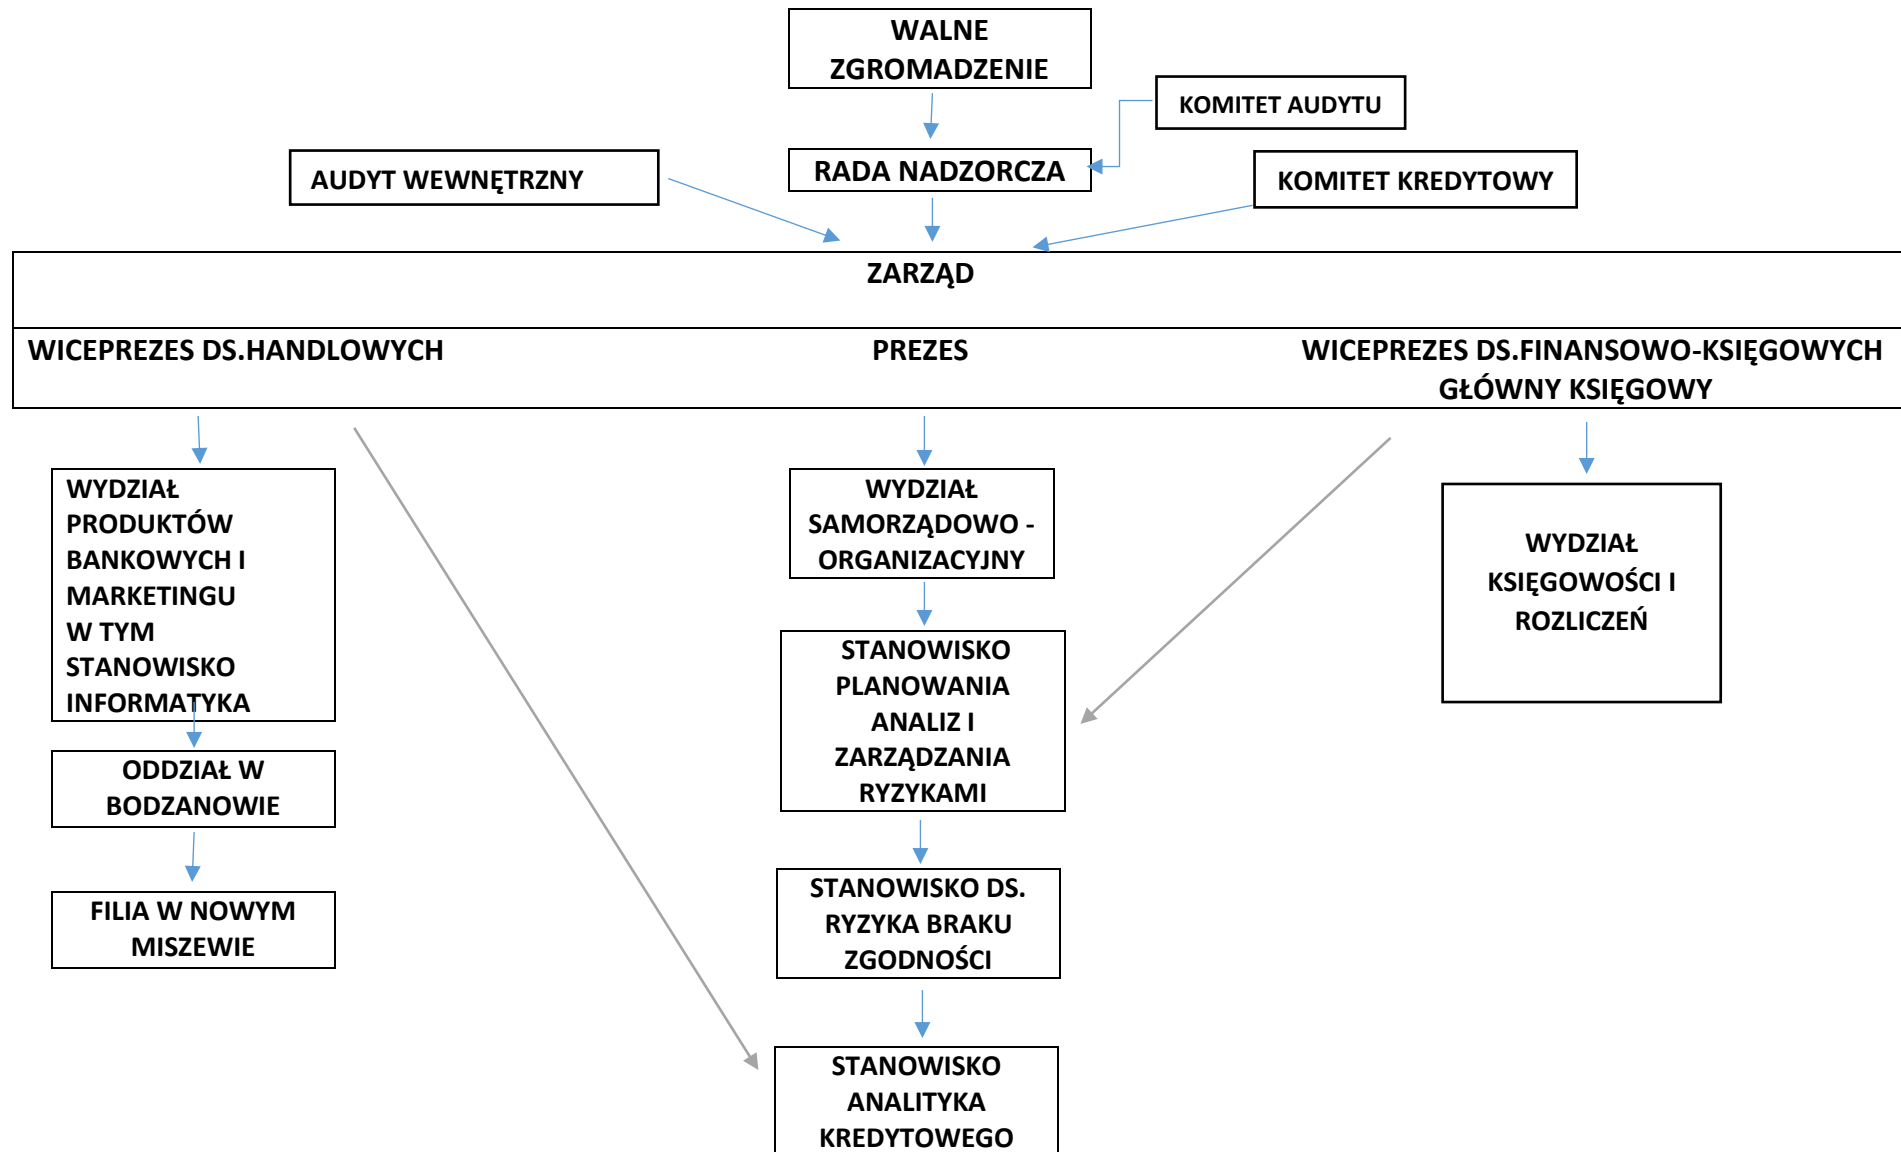 WALNE
ZGROMADZENIE
KOMITET AUDYTU
RADA NADZORCZA
AUDYT WEWNĘTRZNY
KOMITET KREDYTOWY
ZARZĄD
WICEPREZES DS.HANDLOWYCH
PREZES
WICEPREZES DS.FINANSOWO-KSIĘGOWYCH
GŁÓWNY KSIĘGOWY
WYDZIAŁ
PRODUKTÓW
BANKOWYCH I
MARKETINGU
W TYM
STANOWISKO
INFORMATYKA
ODDZIAŁ W
BODZANOWIE
FILIA W NOWYM
MISZEWIE
WYDZIAŁ
SAMORZĄDOWO -
ORGANIZACYJNY
STANOWISKO
PLANOWANIA
ANALIZ I
ZARZĄDZANIA
RYZYKAMI
STANOWISKO DS.
RYZYKA BRAKU
ZGODNOŚCI
STANOWISKO
ANALITYKA
KREDYTOWEGO
WYDZIAŁ
KSIĘGOWOŚCI I
ROZLICZEŃ